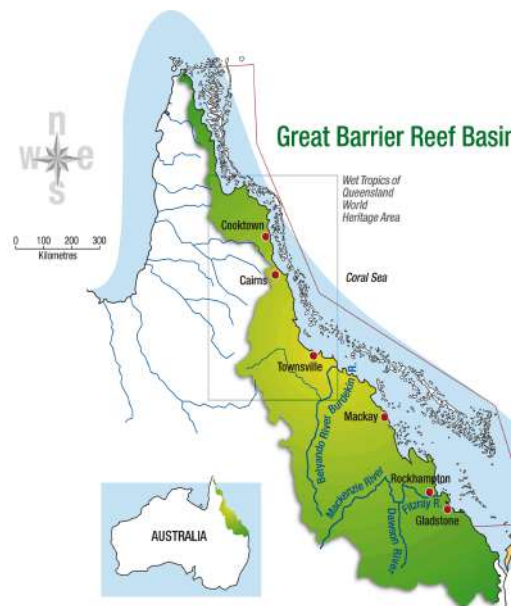 n
w e
s
Great Barrier Reef Basin
Wet Tropics of
Queensland
World
Heritage Area
Cooktown
0 100 200 300
Kilometres
Coral Sea
Cairns
Townsville
Burdekin R.
Belyando River
Mackay
Mackenzie River
Rockhampton
Fitzray R.
Gladstone
Dawson River
AUSTRALIA